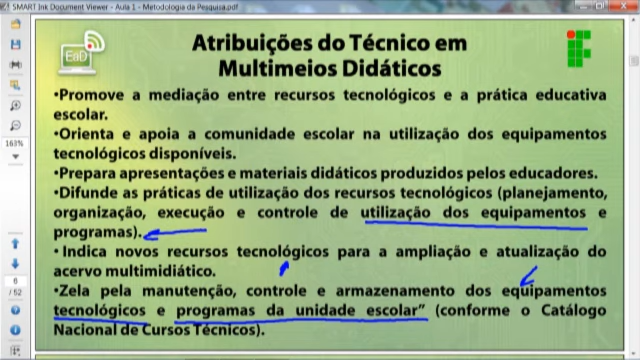 SMART Ink Document Viewer - Aula 1 - Metodologia da Pesquisa.pdf
EaD
Atribuições do Técnico em
Multimeios Didáticos
•Promove a mediação entre recursos tecnológicos e a prática educativa
escolar.
•Orienta e apoia a comunidade escolar na utilização dos equipamentos
tecnológicos disponíveis.
•Prepara apresentações e materiais didáticos produzidos pelos educadores.
•Difunde as práticas de utilização dos recursos tecnológicos (planejamento,
organização, execução e controle de utilização dos equipamentos e
programas).
• Indica novos recursos tecnológicos para a ampliação e atualização do
acervo multimidiático.
•Zela pela manutenção, controle e armazenamento dos equipamentos
tecnológicos e programas da unidade escolar” (conforme o Catálogo
Nacional de Cursos Técnicos).
163%
6
/ 52